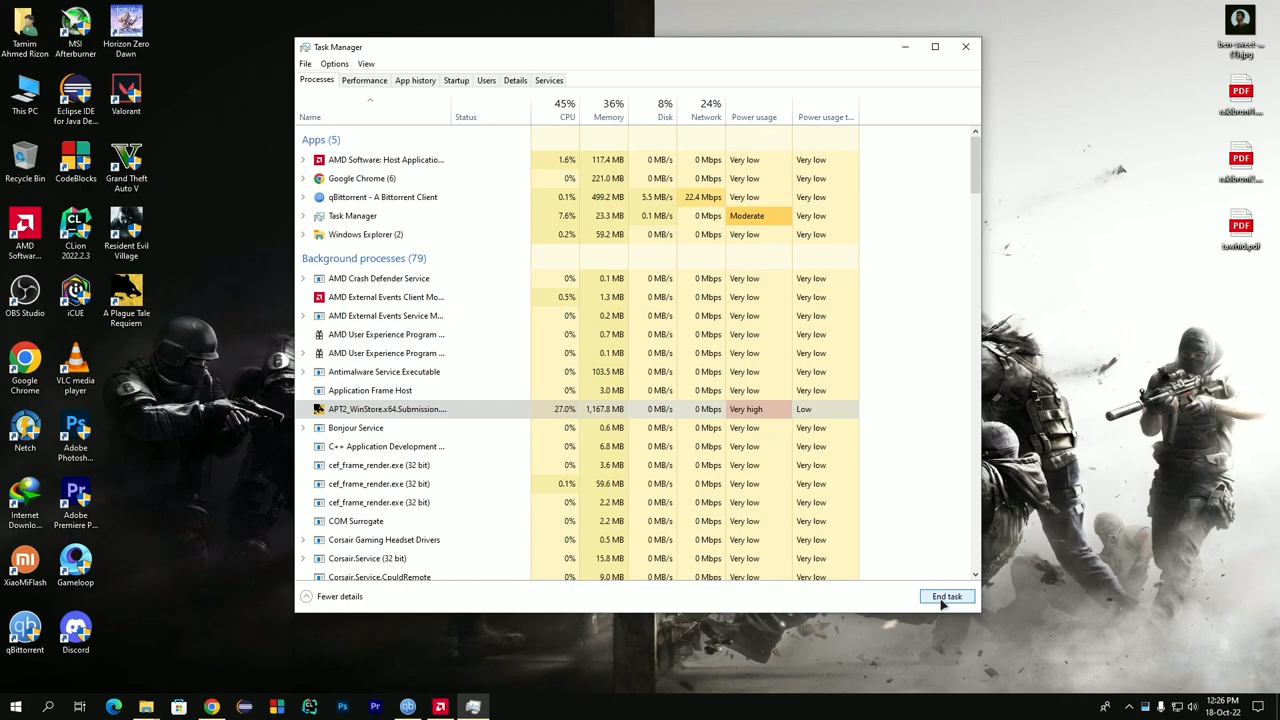 Tamim
Ahmed Rizon
MSI
Afterburner
Horizon Zero
Dawn
This PC
Eclipse IDE
for Java De...
Valorant
Recycle Bin
CodeBlocks
Grand Theft
Auto V
AMD
Software...
CLion
2022.2.3
Resident Evil
Village
OBS Studio
iCUE
A Plague Tale
Requiem
Google
Chrome
VLC media
player
Netch
Adobe
Photosh...
Internet
Downlo...
Adobe
Premiere P...
XiaoMiFlash
Gameloop
qBittorrent
Discord
Task Manager
File Options View
Processes Performance App history Startup Users Details Services
45% 36% 8% 24%
Name Status CPU Memory Disk Network Power usage Power usage t...
Apps (5)
AMD Software: Host Applicatio... 1.6% 117.4 MB 0 MB/s 0 Mbps Very low Very low
Google Chrome (6) 0% 221.0 MB 0 MB/s 0 Mbps Very low Very low
qBittorrent - A Bittorrent Client 0.1% 499.2 MB 5.5 MB/s 22.4 Mbps Very low Very low
Task Manager 7.6% 23.3 MB 0.1 MB/s 0 Mbps Moderate Very low
Windows Explorer (2) 0.2% 59.2 MB 0 MB/s 0 Mbps Very low Very low
Background processes (79)
AMD Crash Defender Service 0% 0.1 MB 0 MB/s 0 Mbps Very low Very low
AMD External Events Client Mo... 0.5% 1.3 MB 0 MB/s 0 Mbps Very low Very low
AMD External Events Service M... 0% 0.2 MB 0 MB/s 0 Mbps Very low Very low
AMD User Experience Program ... 0% 0.7 MB 0 MB/s 0 Mbps Very low Very low
AMD User Experience Program ... 0% 0.1 MB 0 MB/s 0 Mbps Very low Very low
Antimalware Service Executable 0% 103.5 MB 0 MB/s 0 Mbps Very low Very low
Application Frame Host 0% 3.0 MB 0 MB/s 0 Mbps Very low Very low
APT2_WinStore.x64.Submission.... 27.0% 1,167.8 MB 0 MB/s 0 Mbps Very high Low
Bonjour Service 0% 0.6 MB 0 MB/s 0 Mbps Very low Very low
C++ Application Development ... 0% 6.8 MB 0 MB/s 0 Mbps Very low Very low
cef_frame_render.exe (32 bit) 0% 3.6 MB 0 MB/s 0 Mbps Very low Very low
cef_frame_render.exe (32 bit) 0.1% 59.6 MB 0 MB/s 0 Mbps Very low Very low
cef_frame_render.exe (32 bit) 0% 2.2 MB 0 MB/s 0 Mbps Very low Very low
COM Surrogate 0% 2.2 MB 0 MB/s 0 Mbps Very low Very low
Corsair Gaming Headset Drivers 0% 0.5 MB 0 MB/s 0 Mbps Very low Very low
Corsair.Service (32 bit) 0% 15.8 MB 0 MB/s 0 Mbps Very low Very low
Corsair.Service.CpuIdRemote 0% 9.0 MB 0 MB/s 0 Mbps Very low Very low
Fewer details End task
PDF
PDF
PDF
tawhid.pdf
12:26 PM
18-Oct-22